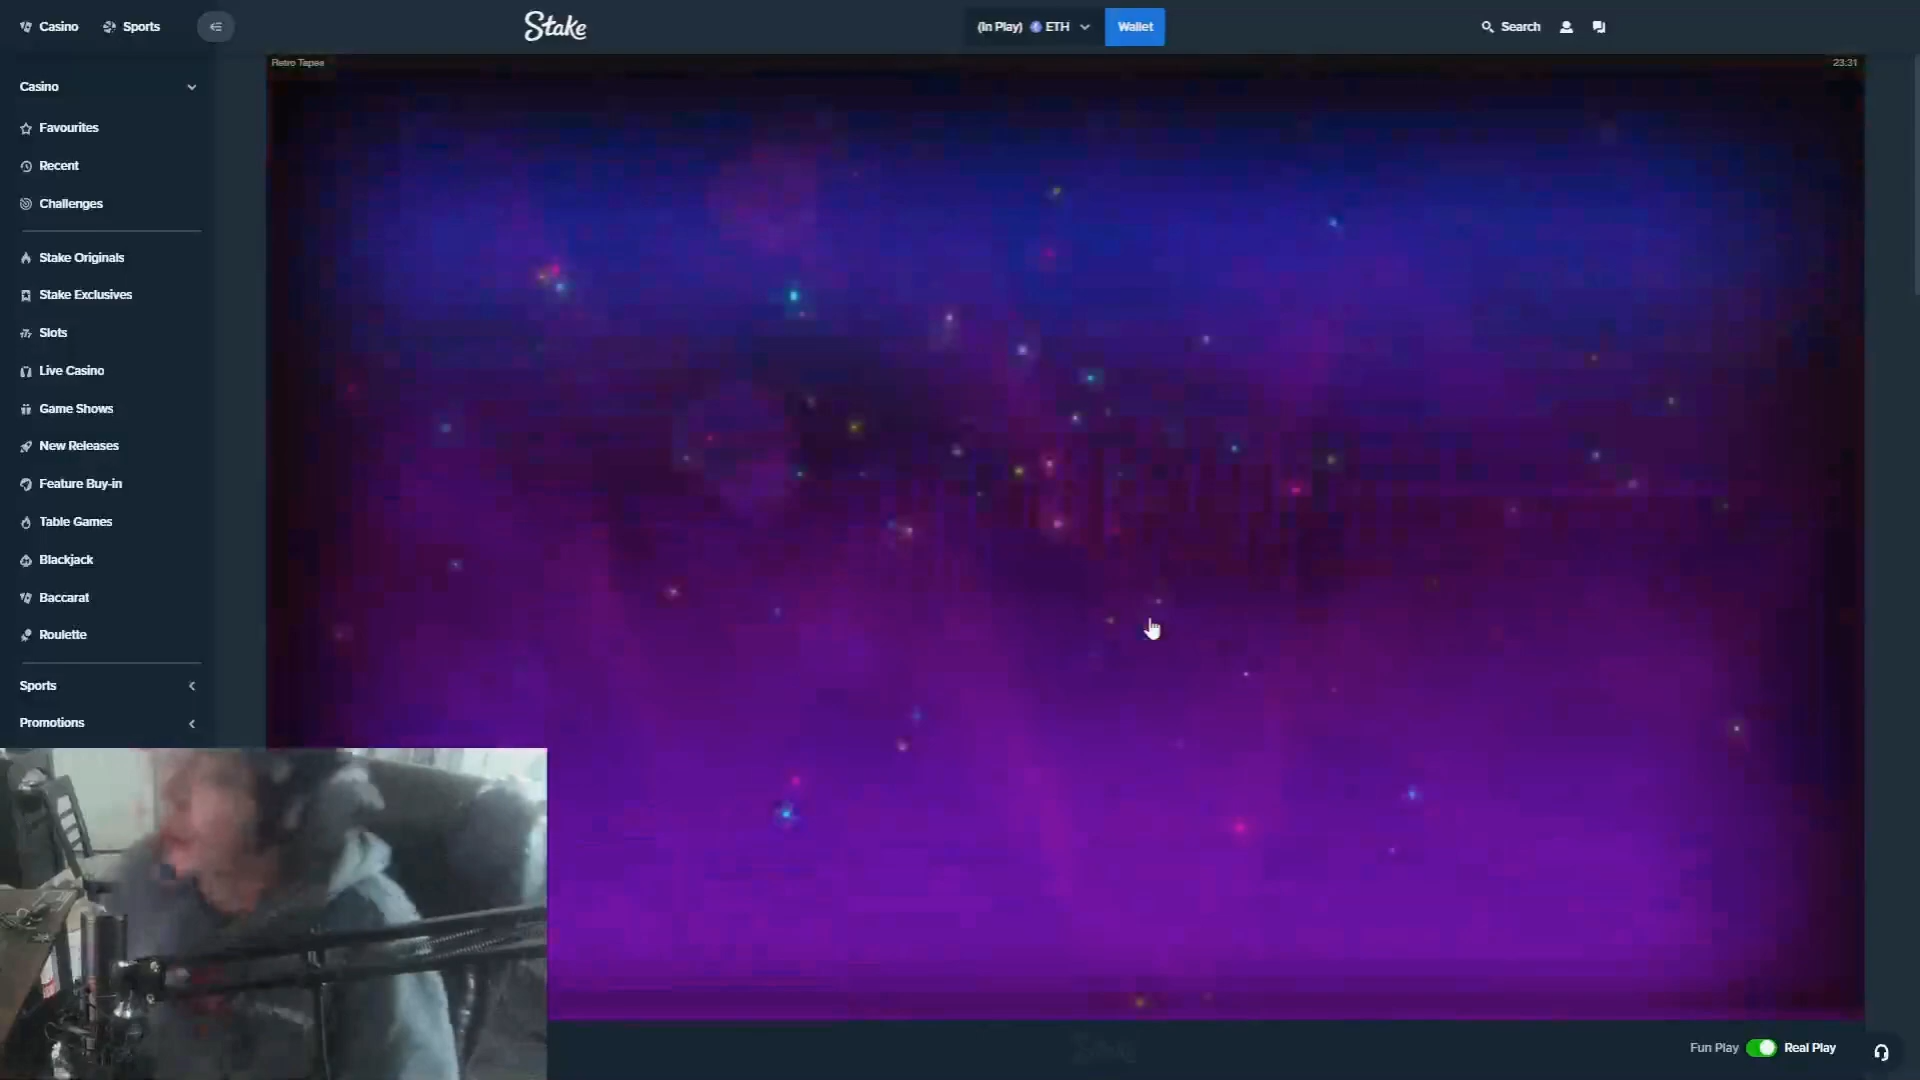 Casino
Sports
Stake
(In Play) ETH
Wallet
Search
Retro Tapes
23:31
Casino
Favourites
Recent
Challenges
Stake Originals
Stake Exclusives
Slots
Live Casino
Game Shows
New Releases
Feature Buy-in
Table Games
Blackjack
Baccarat
Roulette
Sports
Promotions
Stake
Fun Play
Real Play